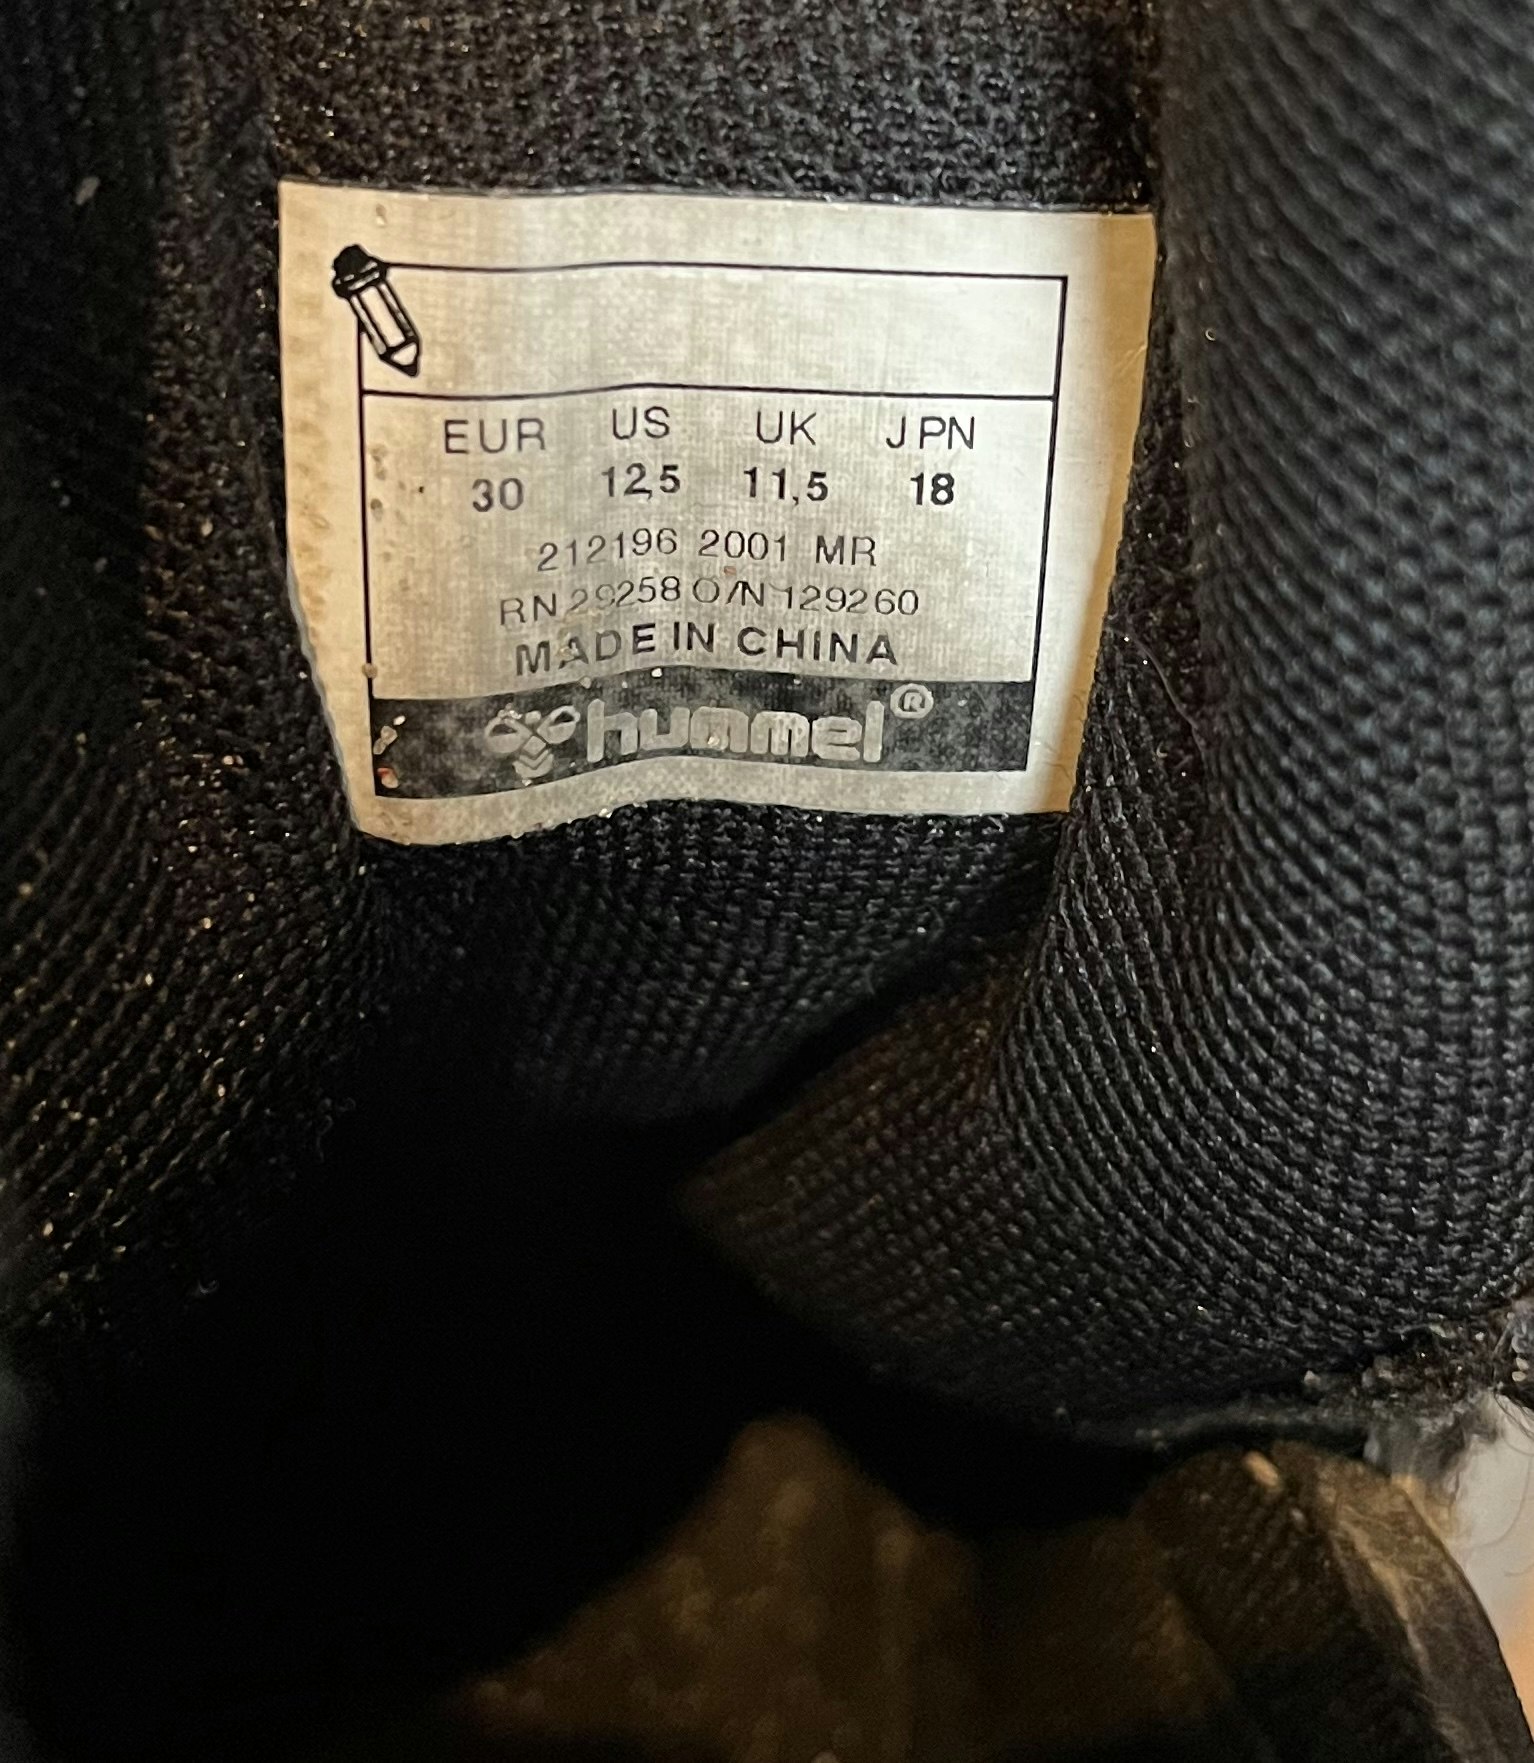 EUR US UK JPN
30 12,5 11,5 18
212196 2001 MR
RN 29258 O/N 129260
MADE IN CHINA
hummel®